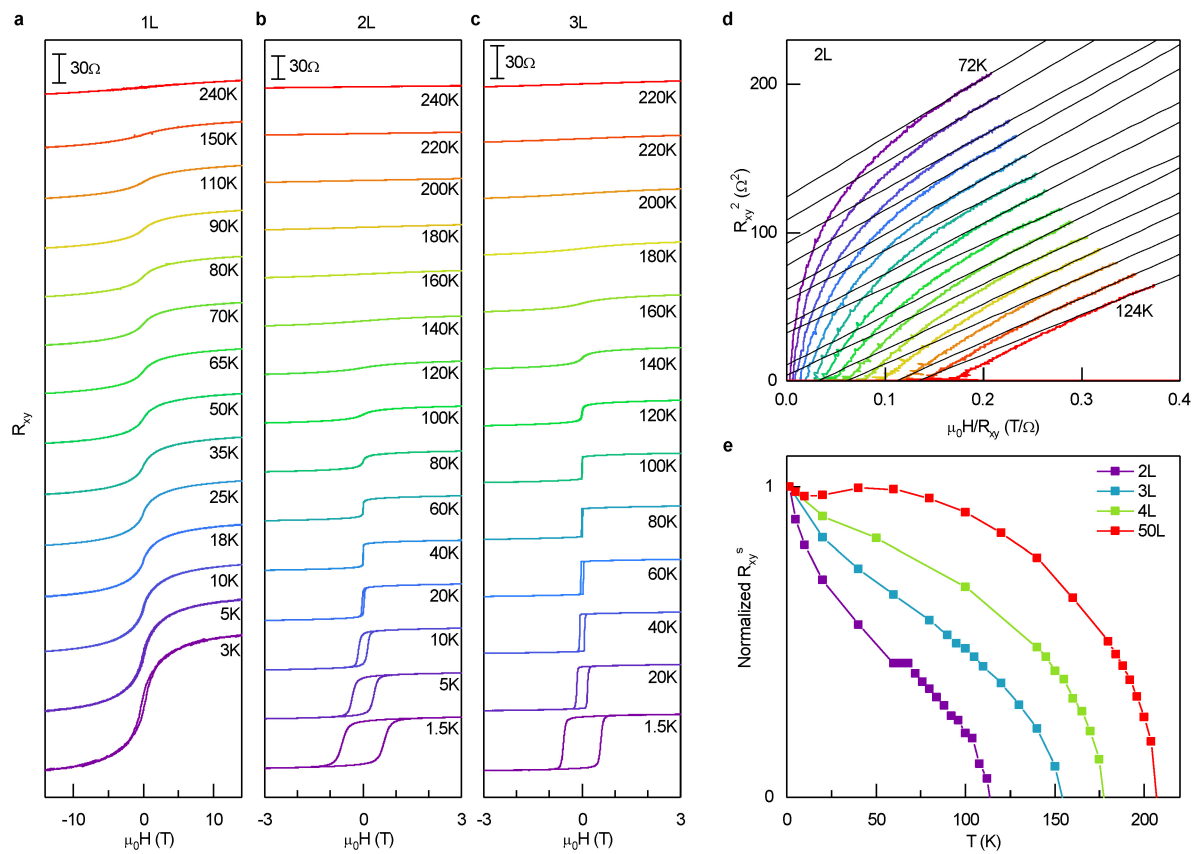 a
1L
30Ω
240K
150K
110K
90K
80K
70K
65K
50K
35K
25K
18K
10K
5K
3K
Rxy
-10 0 10
μ0H (T)
b
2L
30Ω
240K
220K
200K
180K
160K
140K
120K
100K
80K
60K
40K
20K
10K
5K
1.5K
-3 0 3
μ0H (T)
c
3L
30Ω
220K
220K
200K
180K
160K
140K
120K
100K
80K
60K
40K
20K
1.5K
-3 0 3
μ0H (T)
d
2L
72K
124K
200
100
0
Rxy² (Ω²)
0.0 0.1 0.2 0.3 0.4
μ0H/Rxy (T/Ω)
e
2L
3L
4L
50L
1
0
Normalized Rxyˢ
0 50 100 150 200
T (K)